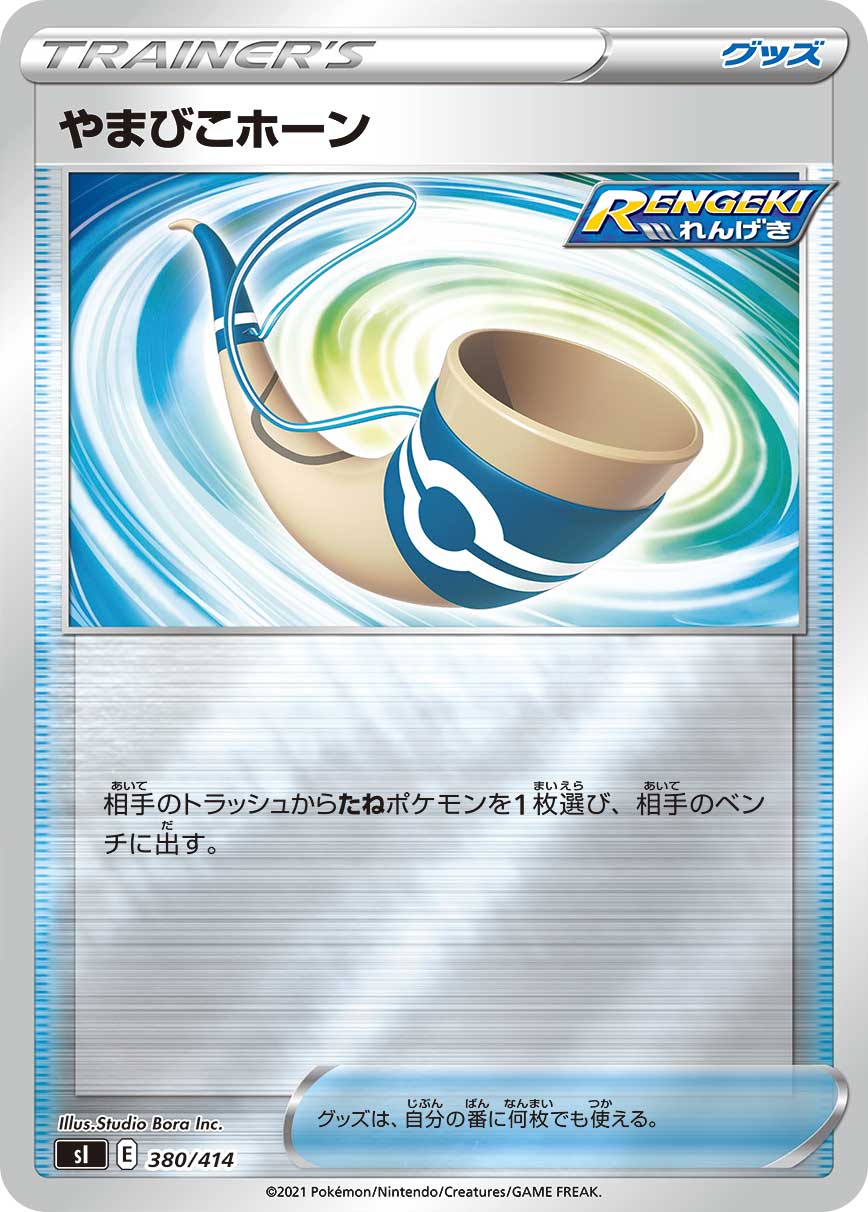 TRAINER'S グッズ
やまびこホーン
RENGEKI
れんげき
相手のトラッシュからたねポケモンを1枚選び、相手のベン
チに出す。
グッズは、自分の番に何枚でも使える。
Illus.Studio Bora Inc.
sI E 380/414
©2021 Pokémon/Nintendo/Creatures/GAME FREAK.